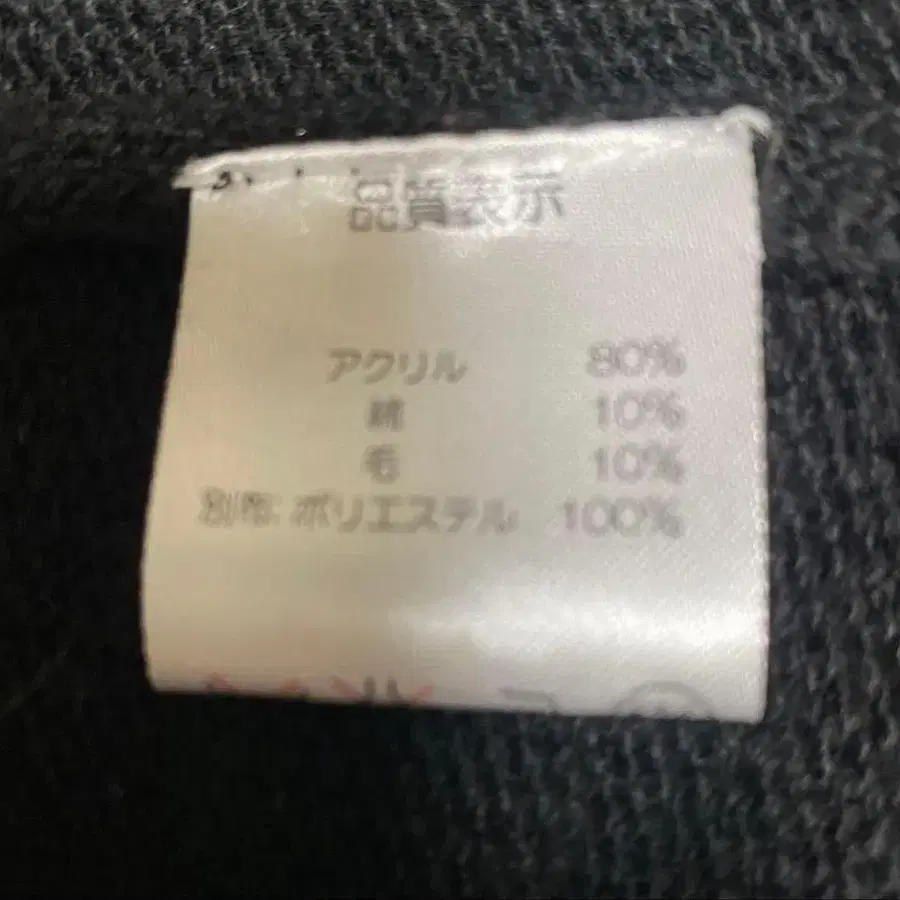 品質表示
アクリル 80%
綿 10%
毛 10%
別布: ポリエステル 100%